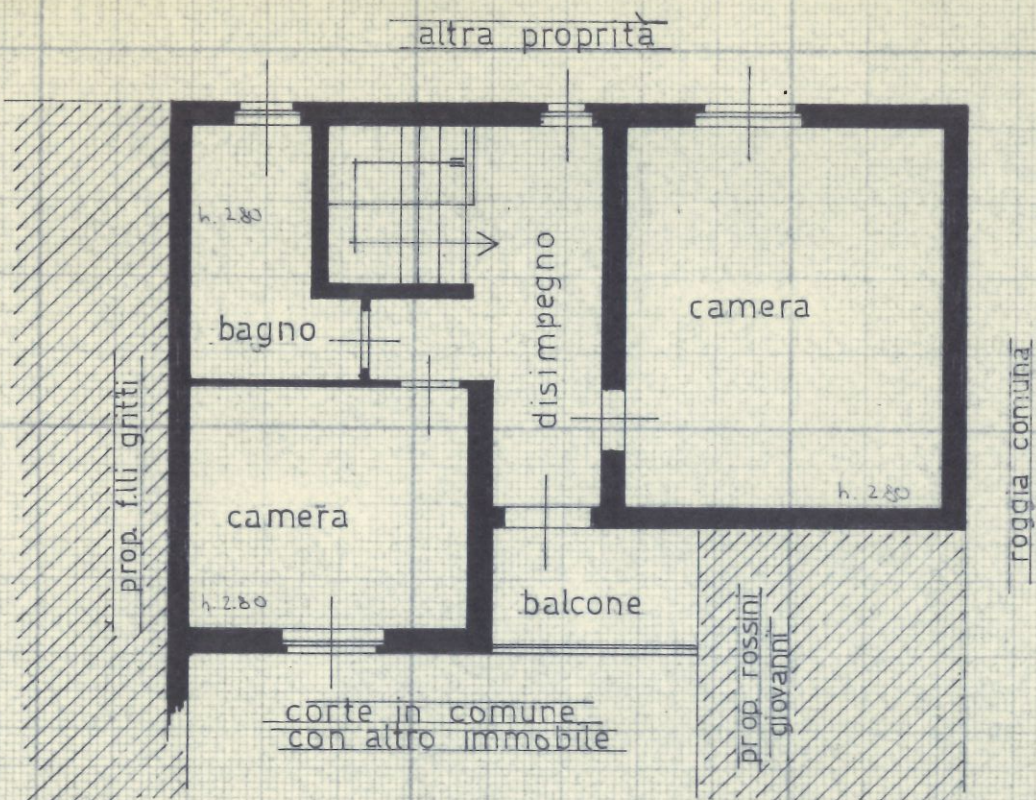 altra proprità
h. 2.80
bagno
disimpegno
camera
h. 2.80
roggia comuna
prop. f.lli gritti
camera
h. 2.80
balcone
prop. rossini
giovanni
corte in comune
con altro immobile